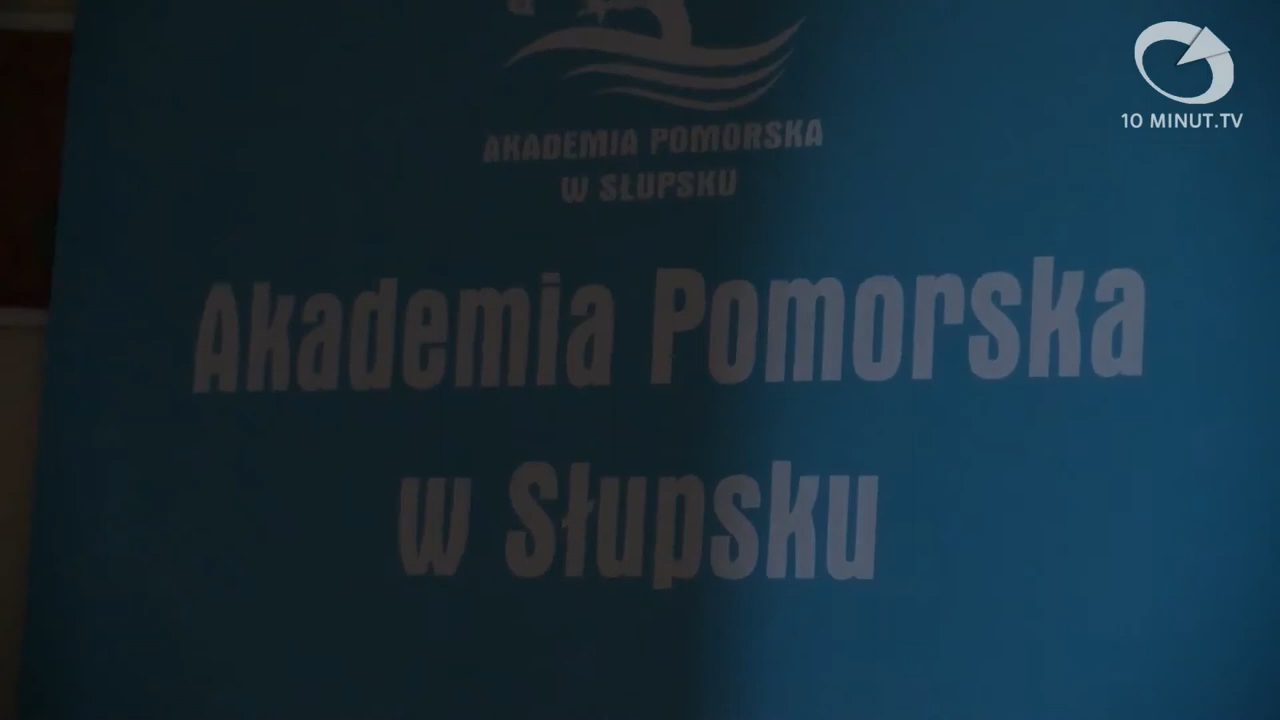 10 MINUT.TV
AKADEMIA POMORSKA
W SŁUPSKU
Akademia Pomorska
w Słupsku